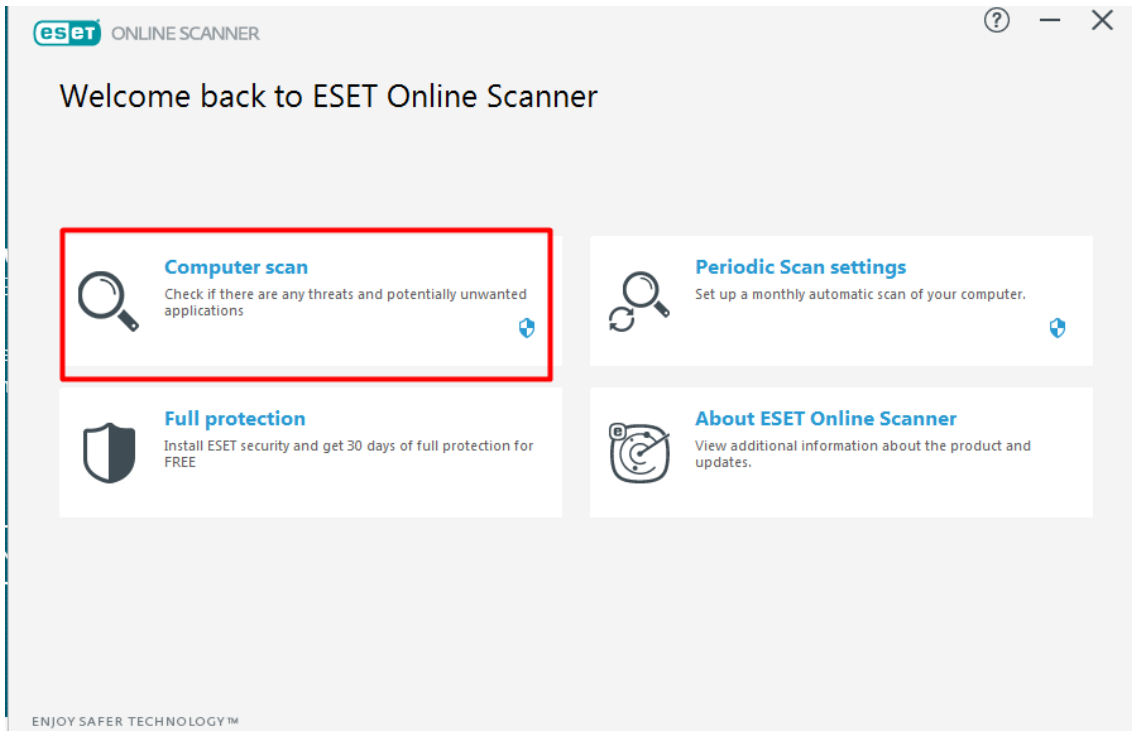 eset ONLINE SCANNER
Welcome back to ESET Online Scanner
Computer scan
Check if there are any threats and potentially unwanted
applications
Periodic Scan settings
Set up a monthly automatic scan of your computer.
Full protection
Install ESET security and get 30 days of full protection for
FREE
About ESET Online Scanner
View additional information about the product and
updates.
ENJOY SAFER TECHNOLOGY™